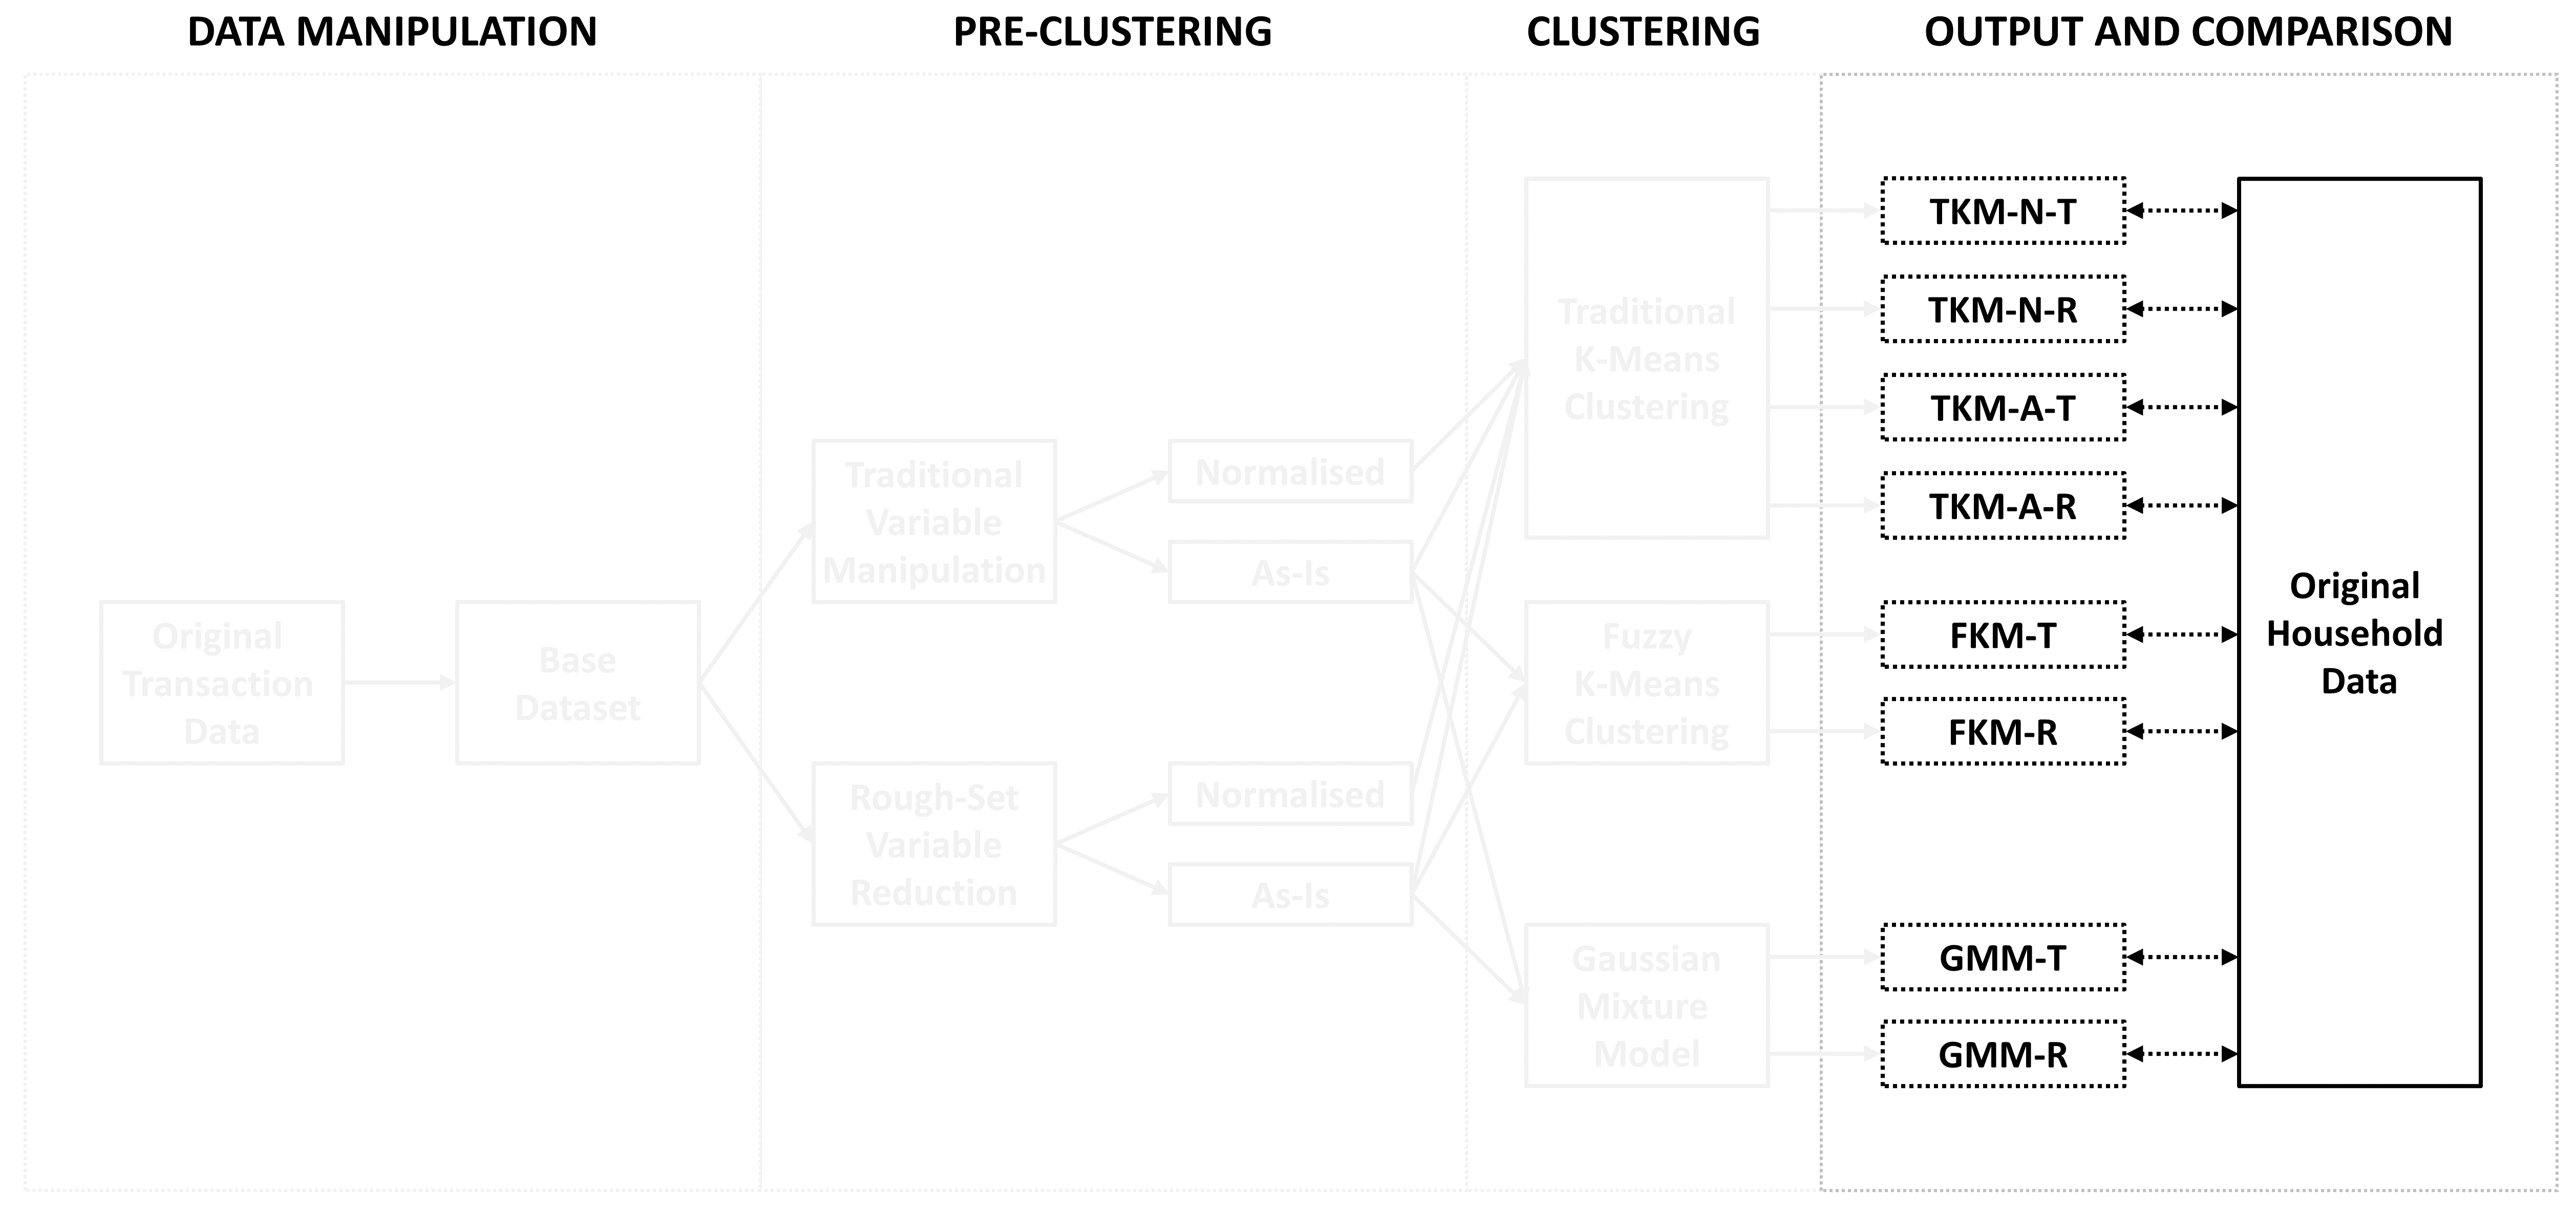 DATA MANIPULATION
PRE-CLUSTERING
CLUSTERING
OUTPUT AND COMPARISON
Original
Transaction
Data
Base
Dataset
Traditional
Variable
Manipulation
Rough-Set
Variable
Reduction
Normalised
As-Is
Normalised
As-Is
Traditional
K-Means
Clustering
Fuzzy
K-Means
Clustering
Gaussian
Mixture
Model
TKM-N-T
TKM-N-R
TKM-A-T
TKM-A-R
FKM-T
FKM-R
GMM-T
GMM-R
Original
Household
Data